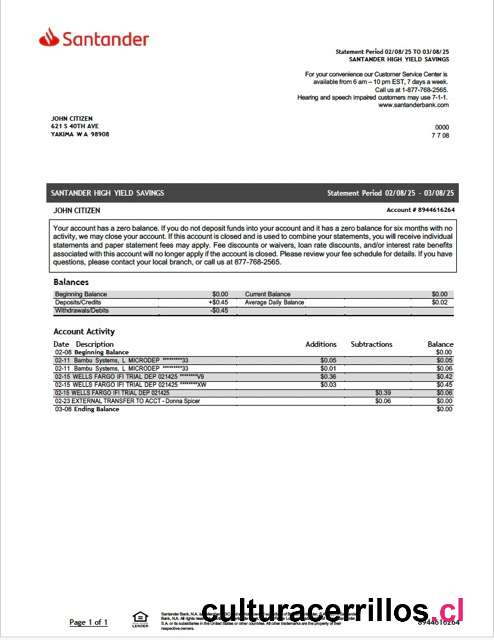 Santander
Statement Period 02/08/25 TO 03/08/25
SANTANDER HIGH YIELD SAVINGS
For your convenience our Customer Service Center is
available from 6 am – 10 pm EST, 7 days a week.
Call us at 1-877-768-2565.
Hearing and speech impaired customers may use 7-1-1.
www.santanderbank.com
JOHN CITIZEN
621 S 40TH AVE
YAKIMA WA 98908
0000
7 7 08
SANTANDER HIGH YIELD SAVINGS Statement Period 02/08/25 - 03/08/25
JOHN CITIZEN Account # 8944616264
Your account has a zero balance. If you do not deposit funds into your account and it has a zero balance for six months with no
activity, we may close your account. If this account is closed and is used to combine your statements, you will receive individual
statements and paper statement fees may apply. Fee discounts or waivers, loan rate discounts, and/or interest rate benefits
associated with this account will no longer apply if the account is closed. Please review your fee schedule for details. If you have
questions, please contact your local branch, or call us at 877-768-2565.
Balances
Beginning Balance $0.00 Current Balance $0.00
Deposits/Credits +$0.45 Average Daily Balance $0.02
Withdrawals/Debits -$0.45
Account Activity
Date Description Additions Subtractions Balance
02-08 Beginning Balance $0.00
02-11 Bambu Systems, L MICRODEP *********33 $0.05 $0.05
02-11 Bambu Systems, L MICRODEP *********33 $0.01 $0.06
02-15 WELLS FARGO IFI TRIAL DEP 021425 ********V9 $0.36 $0.42
02-15 WELLS FARGO IFI TRIAL DEP 021425 ********XW $0.03 $0.45
02-15 WELLS FARGO IFI TRIAL DEP 021425 $0.39 $0.06
02-23 EXTERNAL TRANSFER TO ACCT - Donna Spicer $0.06 $0.00
03-08 Ending Balance $0.00
Page 1 of 1
LENDER
Santander Bank, N.A.
S.A. or its subsidiaries in the United States or other countries. All other trademarks are the property of their
respective owners.
8944616264
culturacerrillos.cl